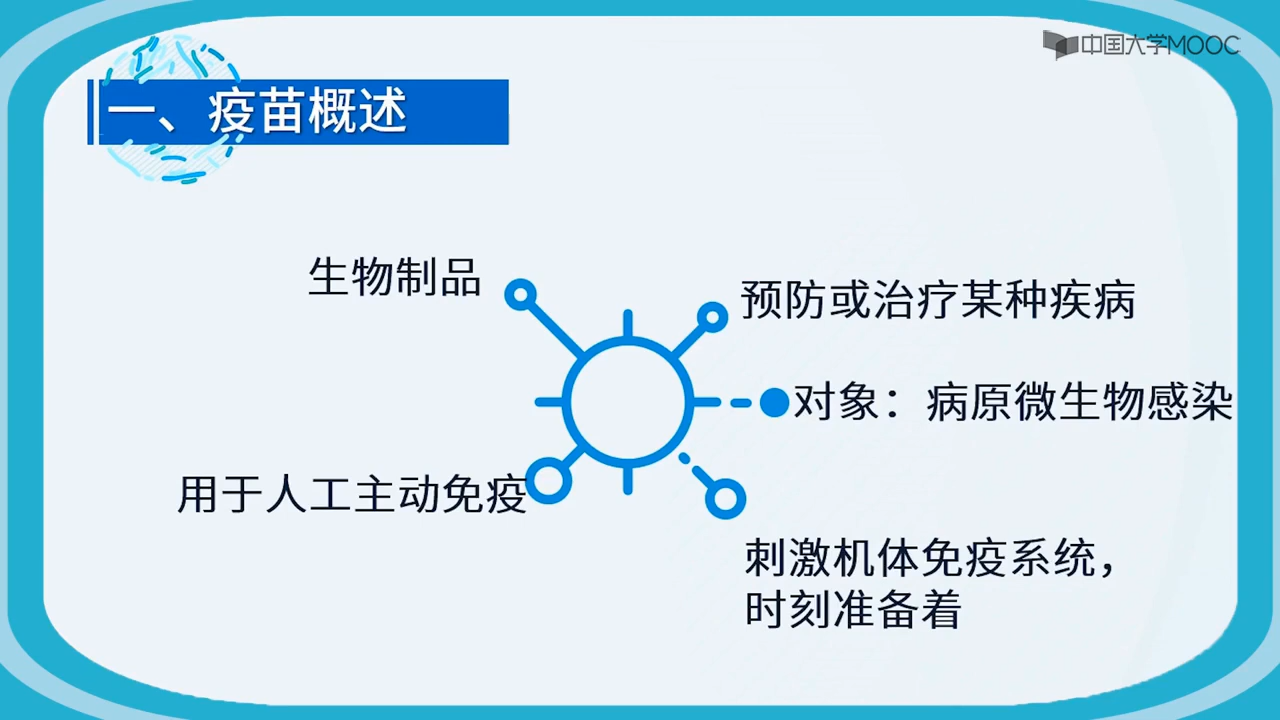 中国大学MOOC
一、疫苗概述
生物制品
预防或治疗某种疾病
对象：病原微生物感染
用于人工主动免疫
刺激机体免疫系统，
时刻准备着